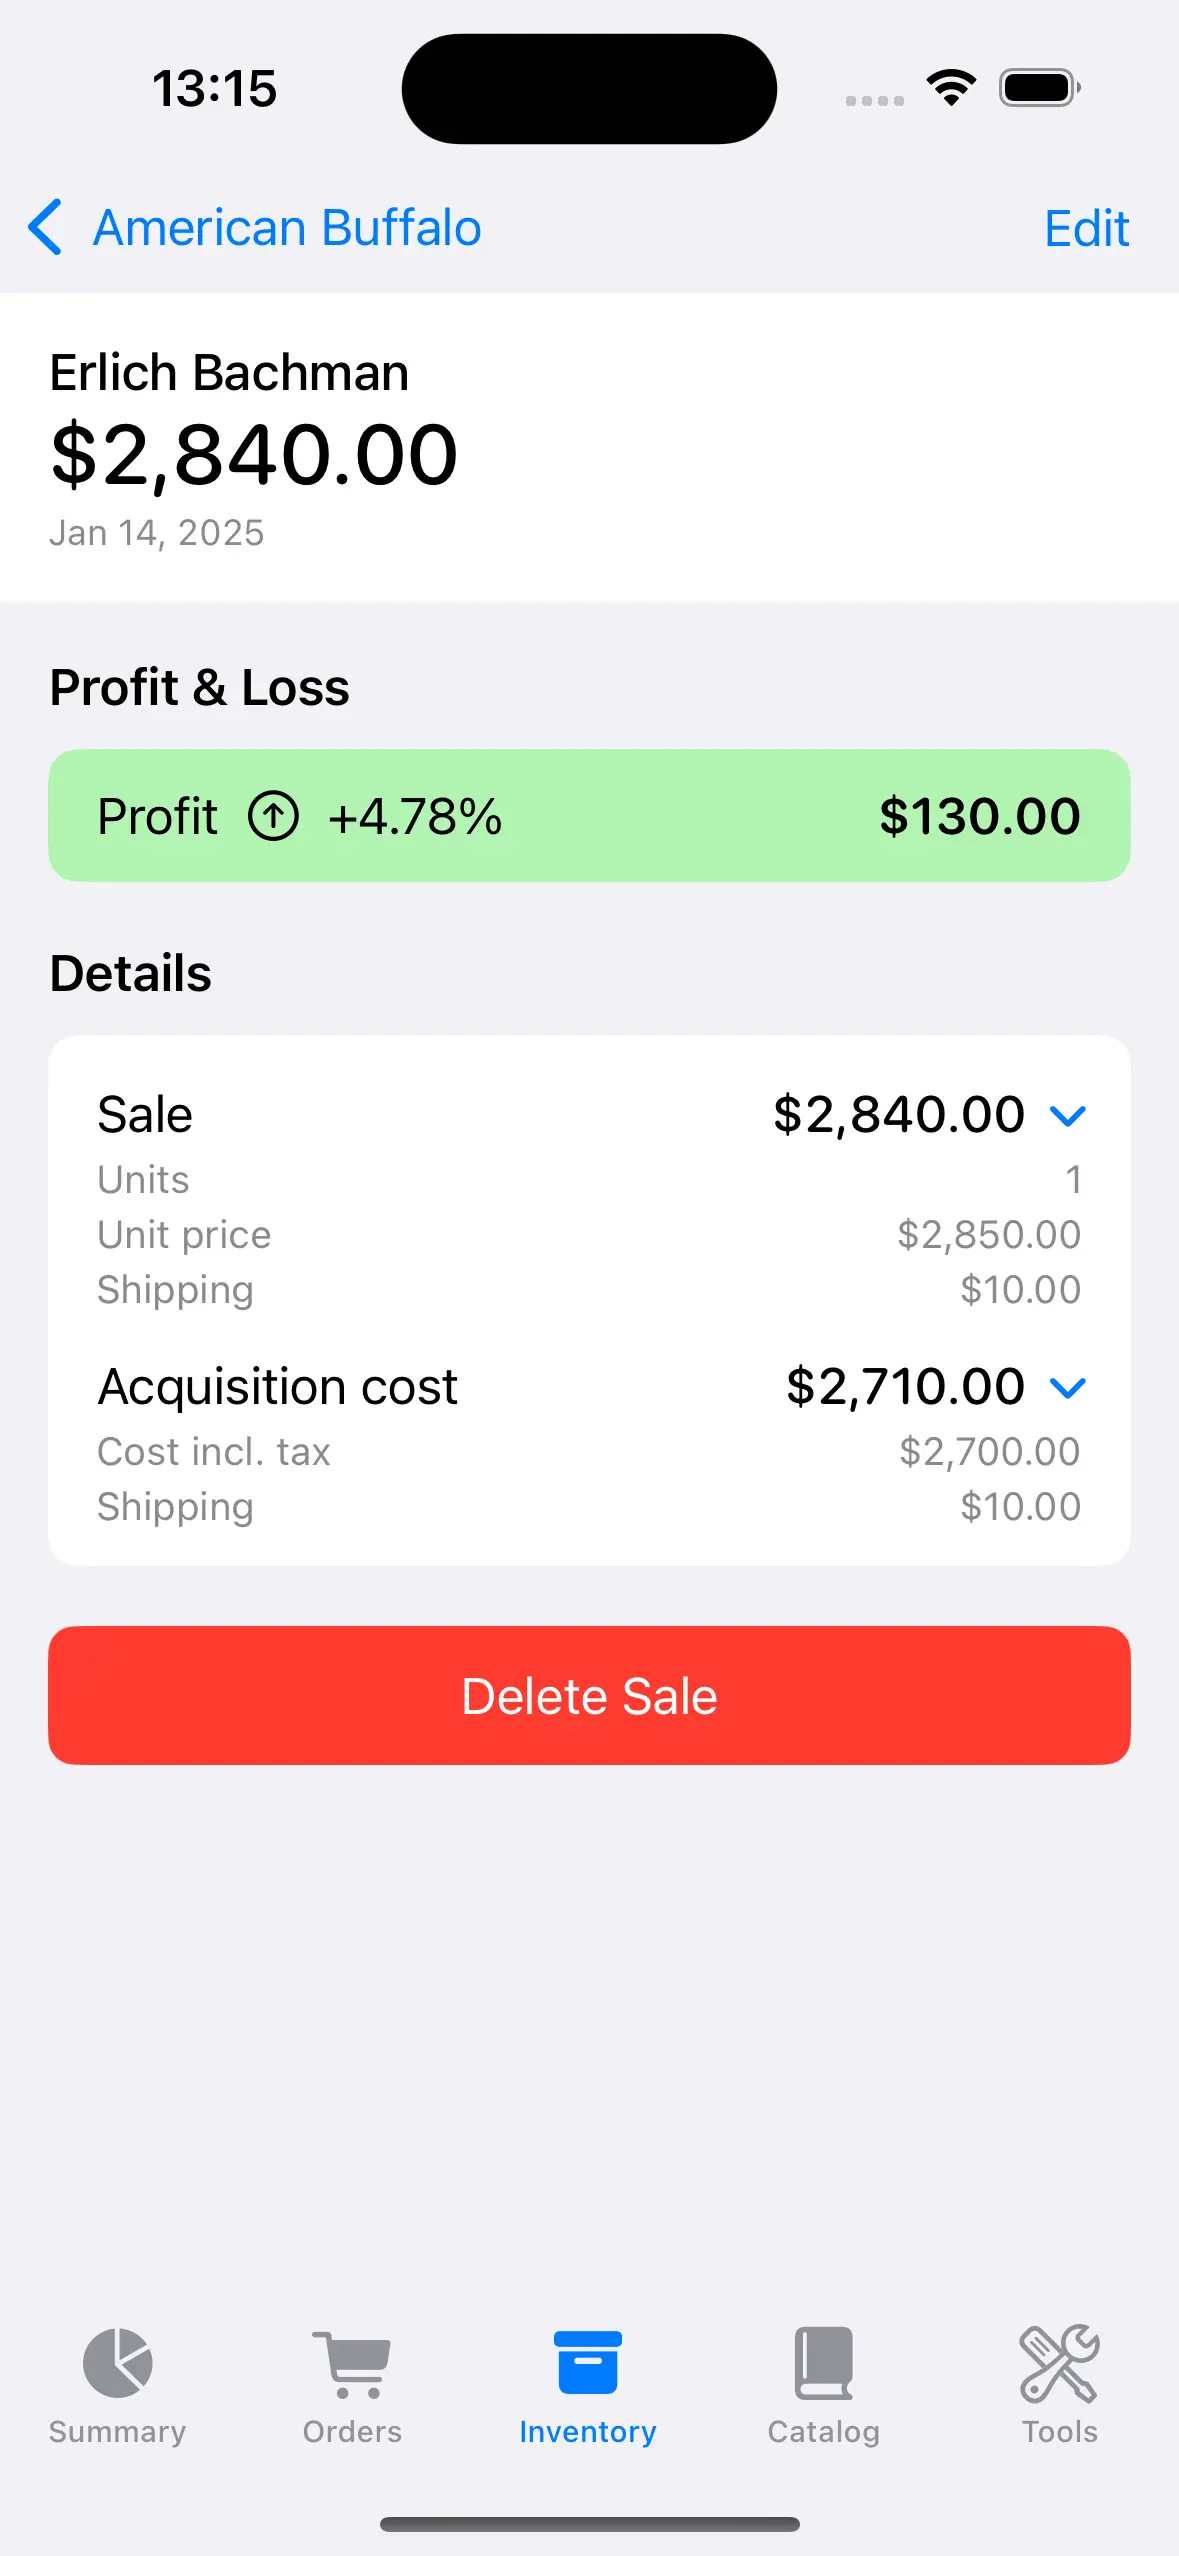 13:15
American Buffalo
Edit
Erlich Bachman
$2,840.00
Jan 14, 2025
Profit & Loss
Profit +4.78% $130.00
Details
Sale $2,840.00
Units 1
Unit price $2,850.00
Shipping $10.00
Acquisition cost $2,710.00
Cost incl. tax $2,700.00
Shipping $10.00
Delete Sale
Summary Orders Inventory Catalog Tools